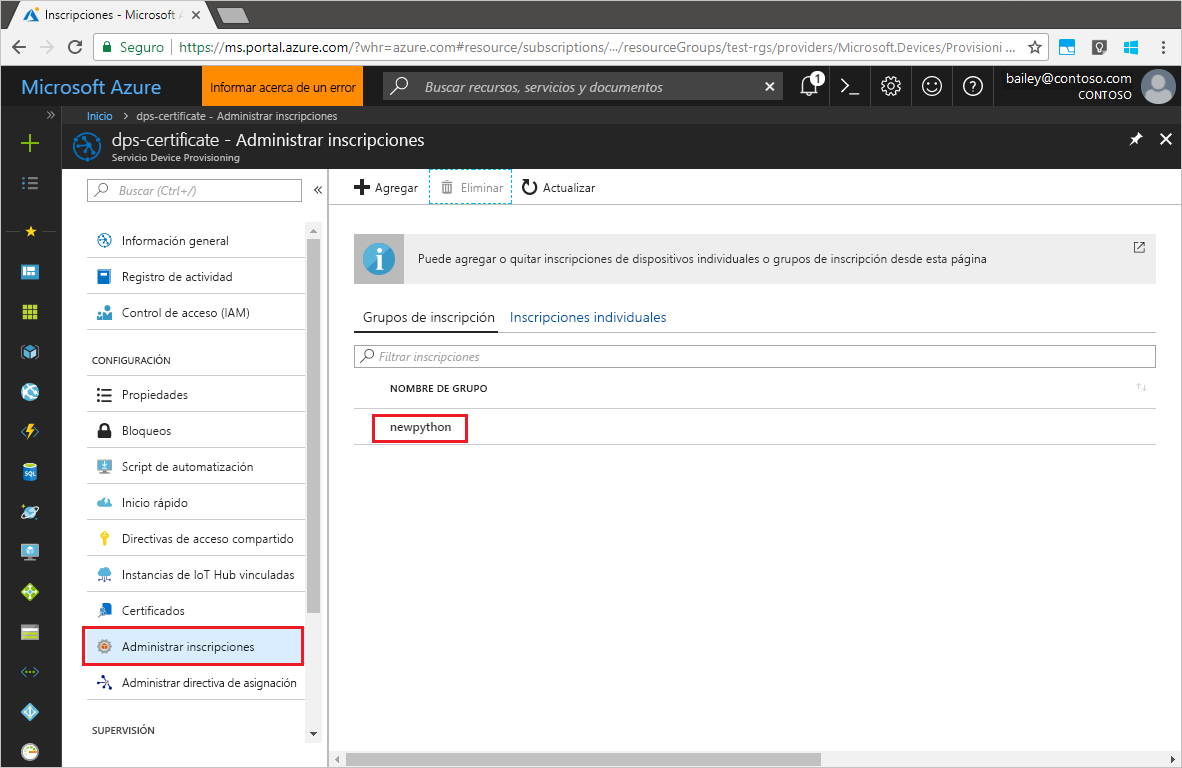 Inscripciones - Microsoft A
Seguro
https://ms.portal.azure.com/?whr=azure.com#resource/subscriptions/.../resourceGroups/test-rgs/providers/Microsoft.Devices/Provisioni ...
Microsoft Azure
Informar acerca de un error
Buscar recursos, servicios y documentos
1
bailey@contoso.com
CONTOSO
Inicio > dps-certificate - Administrar inscripciones
dps-certificate - Administrar inscripciones
Servicio Device Provisioning
Buscar (Ctrl+/)
Información general
Registro de actividad
Control de acceso (IAM)
CONFIGURACIÓN
Propiedades
Bloqueos
Script de automatización
Inicio rápido
Directivas de acceso compartido
Instancias de IoT Hub vinculadas
Certificados
Administrar inscripciones
Administrar directiva de asignación
SUPERVISIÓN
Agregar
Eliminar
Actualizar
Puede agregar o quitar inscripciones de dispositivos individuales o grupos de inscripción desde esta página
Grupos de inscripción
Inscripciones individuales
Filtrar inscripciones
NOMBRE DE GRUPO
newpython
SQL